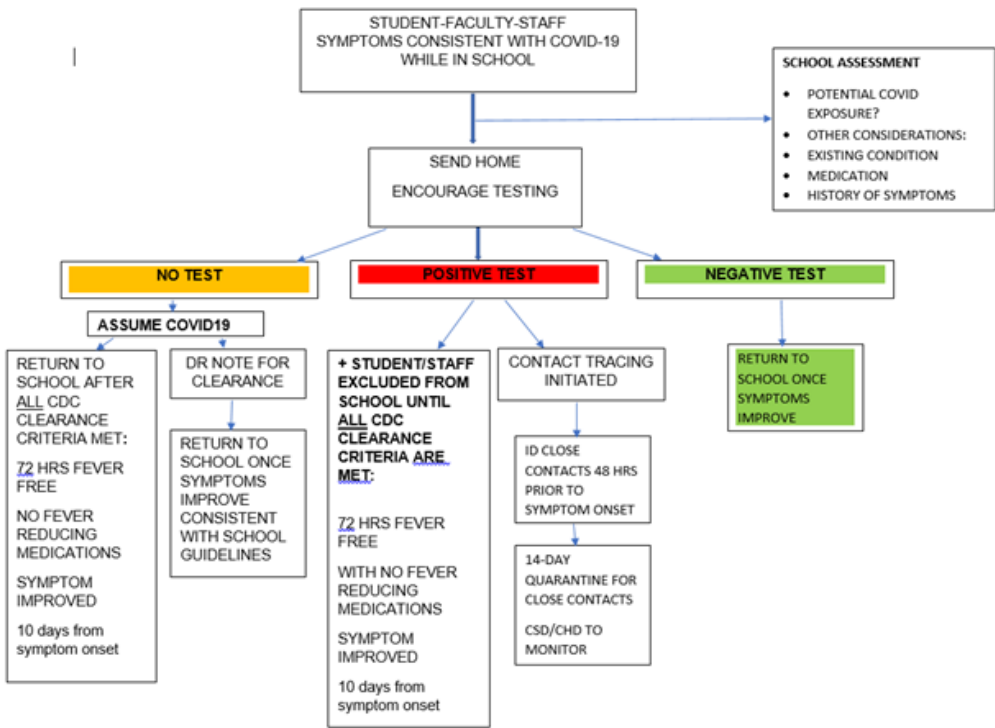 STUDENT-FACULTY-STAFF
SYMPTOMS CONSISTENT WITH COVID-19
WHILE IN SCHOOL
SCHOOL ASSESSMENT
• POTENTIAL COVID
EXPOSURE?
• OTHER CONSIDERATIONS:
• EXISTING CONDITION
• MEDICATION
• HISTORY OF SYMPTOMS
SEND HOME
ENCOURAGE TESTING
NO TEST
POSITIVE TEST
NEGATIVE TEST
ASSUME COVID19
RETURN TO
SCHOOL AFTER
ALL CDC
CLEARANCE
CRITERIA MET:
72 HRS FEVER
FREE
NO FEVER
REDUCING
MEDICATIONS
SYMPTOM
IMPROVED
10 days from
symptom onset
DR NOTE FOR
CLEARANCE
RETURN TO
SCHOOL ONCE
SYMPTOMS
IMPROVE
CONSISTENT
WITH SCHOOL
GUIDELINES
+ STUDENT/STAFF
EXCLUDED FROM
SCHOOL UNTIL
ALL CDC
CLEARANCE
CRITERIA ARE
MET:
72 HRS FEVER
FREE
WITH NO FEVER
REDUCING
MEDICATIONS
SYMPTOM
IMPROVED
10 days from
symptom onset
CONTACT TRACING
INITIATED
ID CLOSE
CONTACTS 48 HRS
PRIOR TO
SYMPTOM ONSET
14-DAY
QUARANTINE FOR
CLOSE CONTACTS
CSD/CHD TO
MONITOR
RETURN TO
SCHOOL ONCE
SYMPTOMS
IMPROVE